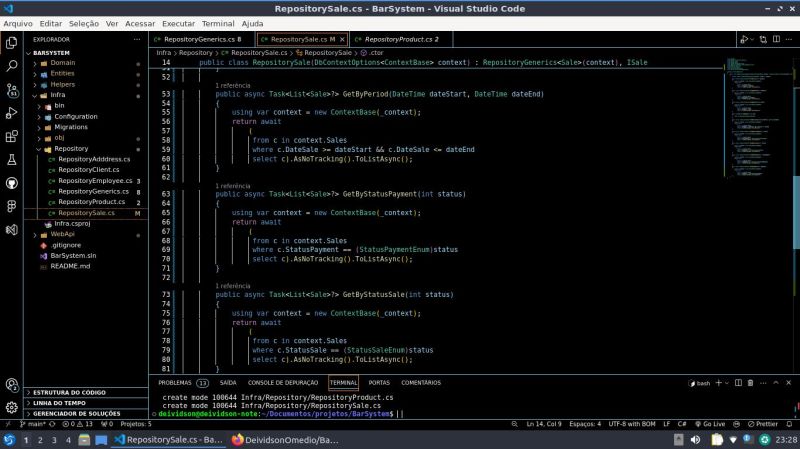 RepositorySale.cs - BarSystem - Visual Studio Code
Arquivo Editar Seleção Ver Acessar Executar Terminal Ajuda
EXPLORADOR
BARSYSTEM
Domain
Entities
Helpers
Infra
bin
Configuration
Migrations
obj
Repository
RepositoryAdddress.cs
RepositoryClient.cs
RepositoryEmployee.cs 3
RepositoryGenerics.cs 8
RepositoryProduct.cs 2
RepositorySale.cs M
Infra.csproj
WebApi
.gitignore
BarSystem.sln
README.md
ESTRUTURA DO CÓDIGO
LINHA DO TEMPO
GERENCIADOR DE SOLUÇÕES
RepositoryGenerics.cs 8 RepositorySale.cs M RepositoryProduct.cs 2
Infra > Repository > RepositorySale.cs > RepositorySale > .ctor
14 public class RepositorySale(DbContextOptions<ContextBase> context) : RepositoryGenerics<Sale>(context), ISale
51 }
52
1 referência
53 public async Task<List<Sale>?> GetByPeriod(DateTime dateStart, DateTime dateEnd)
54 {
55 using var context = new ContextBase(_context);
56 return await
57 (
58 from c in context.Sales
59 where c.DateSale >= dateStart && c.DateSale <= dateEnd
60 select c).AsNoTracking().ToListAsync();
61 }
62
1 referência
63 public async Task<List<Sale>?> GetByStatusPayment(int status)
64 {
65 using var context = new ContextBase(_context);
66 return await
67 (
68 from c in context.Sales
69 where c.StatusPayment == (StatusPaymentEnum)status
70 select c).AsNoTracking().ToListAsync();
71 }
72
1 referência
73 public async Task<List<Sale>?> GetByStatusSale(int status)
74 {
75 using var context = new ContextBase(_context);
76 return await
77 (
78 from c in context.Sales
79 where c.StatusSale == (StatusSaleEnum)status
80 select c).AsNoTracking().ToListAsync();
81 }
PROBLEMAS 13 SAÍDA CONSOLE DE DEPURAÇÃO TERMINAL PORTAS COMENTÁRIOS
bash
create mode 100644 Infra/Repository/RepositoryProduct.cs
create mode 100644 Infra/Repository/RepositorySale.cs
deividson@deividson-note:~/Documentos/projetos/BarSystem$
main* 0 13 0 Projetos: 5 Ln 14, Col 9 Espaços: 4 UTF-8 with BOM LF C# Go Live Prettier
1 2 3 4 RepositorySale.cs - Ba... DeividsonOmedio/Ba... 23:28